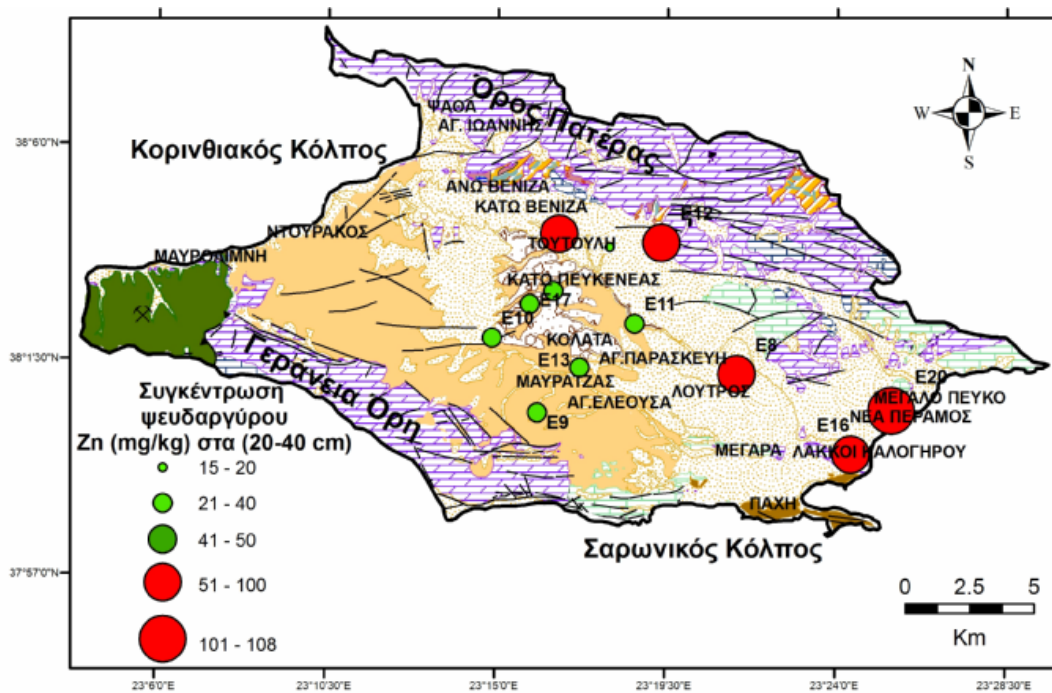 N
W E
S
Όρος Πατέρας
ΨΑΘΑ
ΑΓ. ΙΩΑΝΝΗΣ
38°6'0"N
Κορινθιακός Κόλπος
ΑΝΩ ΒΕΝΙΖΑ
ΚΑΤΩ ΒΕΝΙΖΑ
E12
ΝΤΟΥΡΑΚΟΣ
ΤΟΥΤΟΥΛΗ
ΜΑΥΡΟΛΙΜΝΗ
ΚΑΤΩ ΠΕΥΚΕΝΕΑΣ
E17
E11
E10
ΚΟΛΑΤΑ
E8
38°1'30"N
E13
ΑΓ.ΠΑΡΑΣΚΕΥΗ
Γεράνεια Όρη
ΜΑΥΡΑΤΖΑΣ
ΛΟΥΤΡΟΣ
E20
ΑΓ.ΕΛΕΟΥΣΑ
ΜΕΓΑΛΟ ΠΕΥΚΟ
E9
ΝΕΑ ΠΕΡΑΜΟΣ
E16
ΜΕΓΑΡΑ
ΛΑΚΚΟΙ ΚΑΛΟΓΗΡΟΥ
ΠΑΧΗ
Σαρωνικός Κόλπος
37°57'0"N
Συγκέντρωση
ψευδαργύρου
Zn (mg/kg) στα (20-40 cm)
15 - 20
21 - 40
41 - 50
51 - 100
101 - 108
0 2.5 5
Km
23°6'0"E 23°10'30"E 23°15'0"E 23°19'30"E 23°24'0"E 23°28'30"E